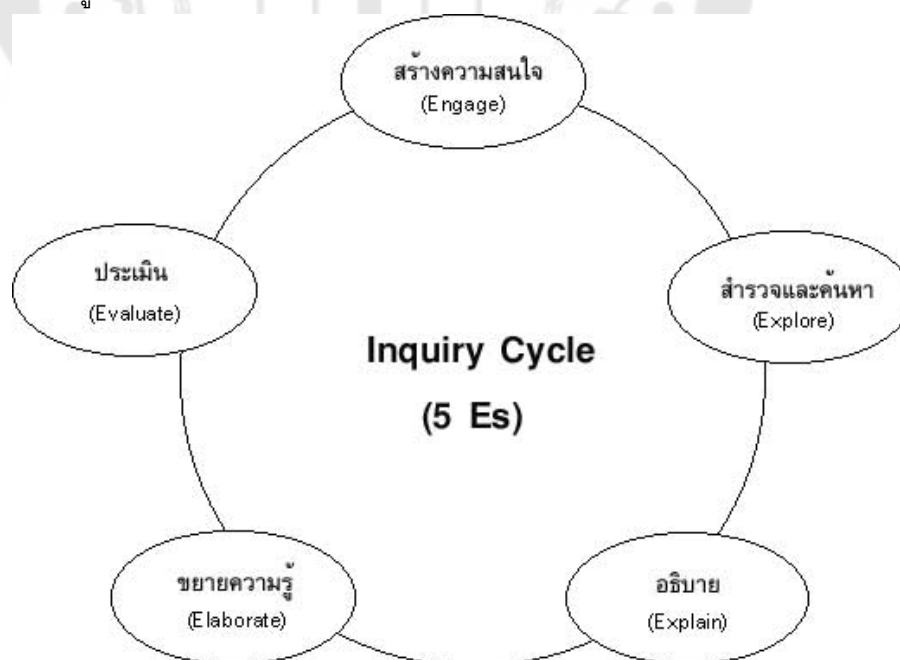 สร้างความสนใจ
(Engage)
สำรวจและค้นหา
(Explore)
อธิบาย
(Explain)
ขยายความรู้
(Elaborate)
ประเมิน
(Evaluate)
Inquiry Cycle
(5 Es)